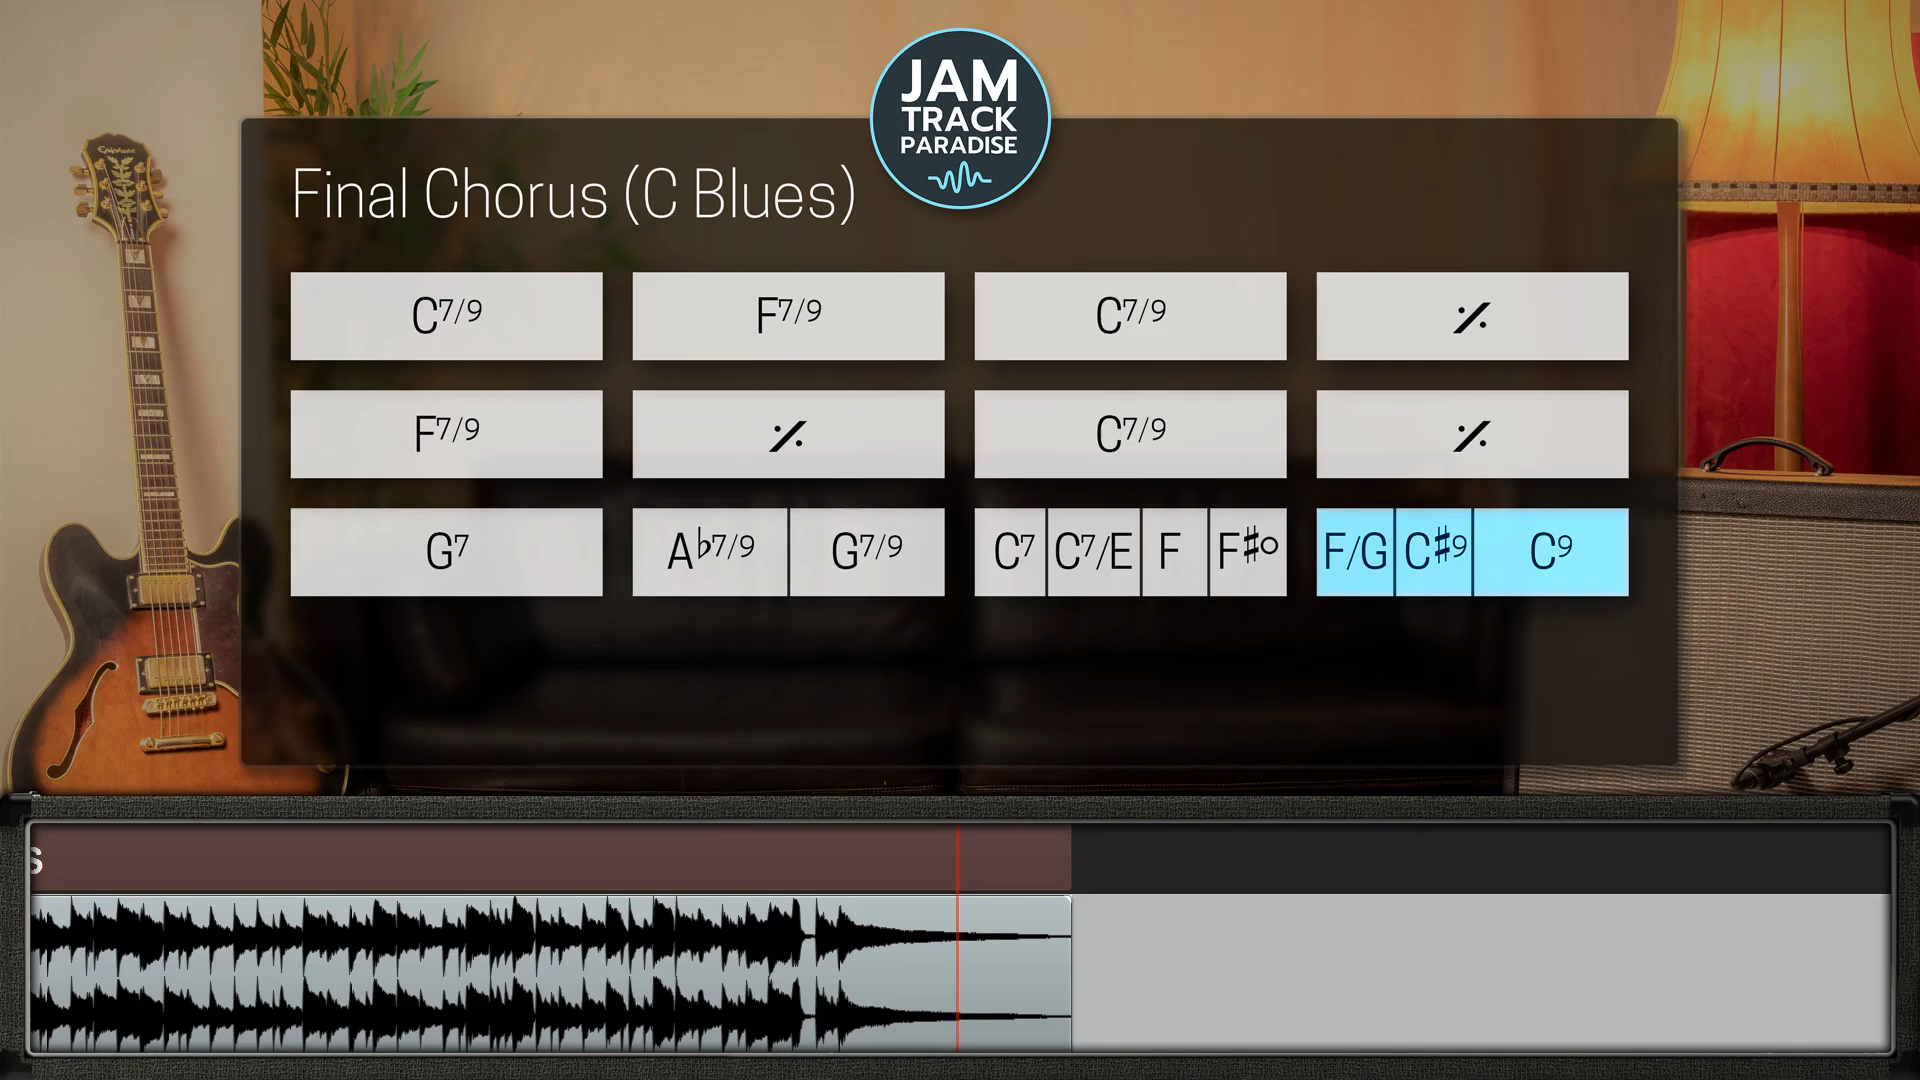 Epiphone
JAM
TRACK
PARADISE
Final Chorus (C Blues)
C7/9 F7/9 C7/9 ٪
F7/9 ٪ C7/9 ٪
G7 A♭7/9 G7/9 C7 C7/E F F♯o F/G C♯9 C9
s